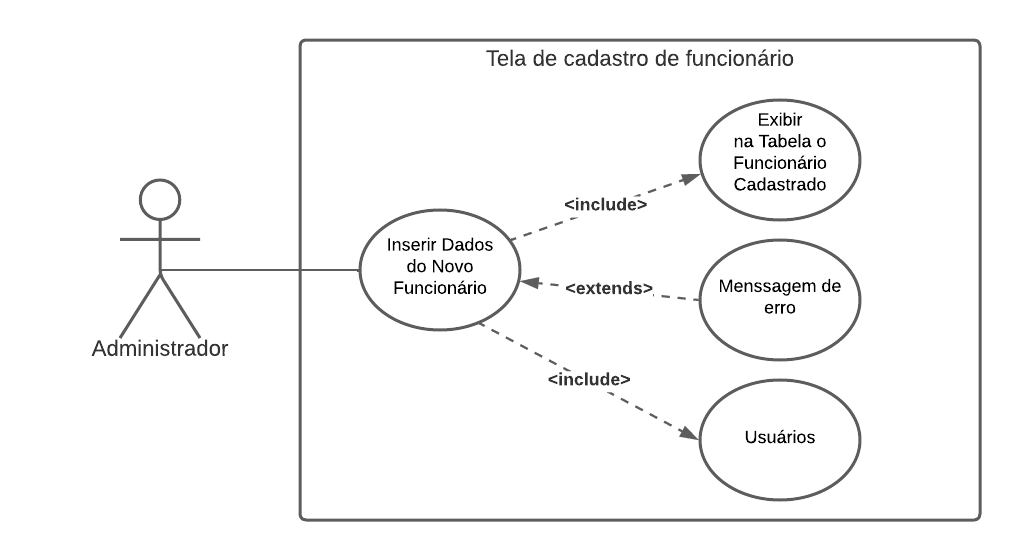 Tela de cadastro de funcionário
Exibir
na Tabela o
Funcionário
Cadastrado
<include>
Inserir Dados
do Novo
Funcionário
<extends>
Menssagem de
erro
Administrador
<include>
Usuários